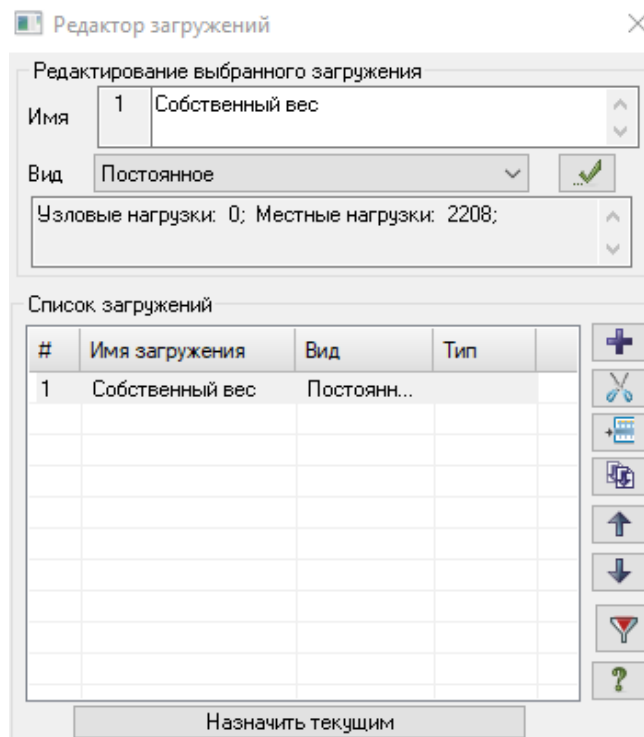 Редактор загружений
Редактирование выбранного загружения
Имя 1 Собственный вес
Вид Постоянное
Узловые нагрузки: 0; Местные нагрузки: 2208;
Список загружений
# Имя загружения Вид Тип
1 Собственный вес Постоянн...
Назначить текущим